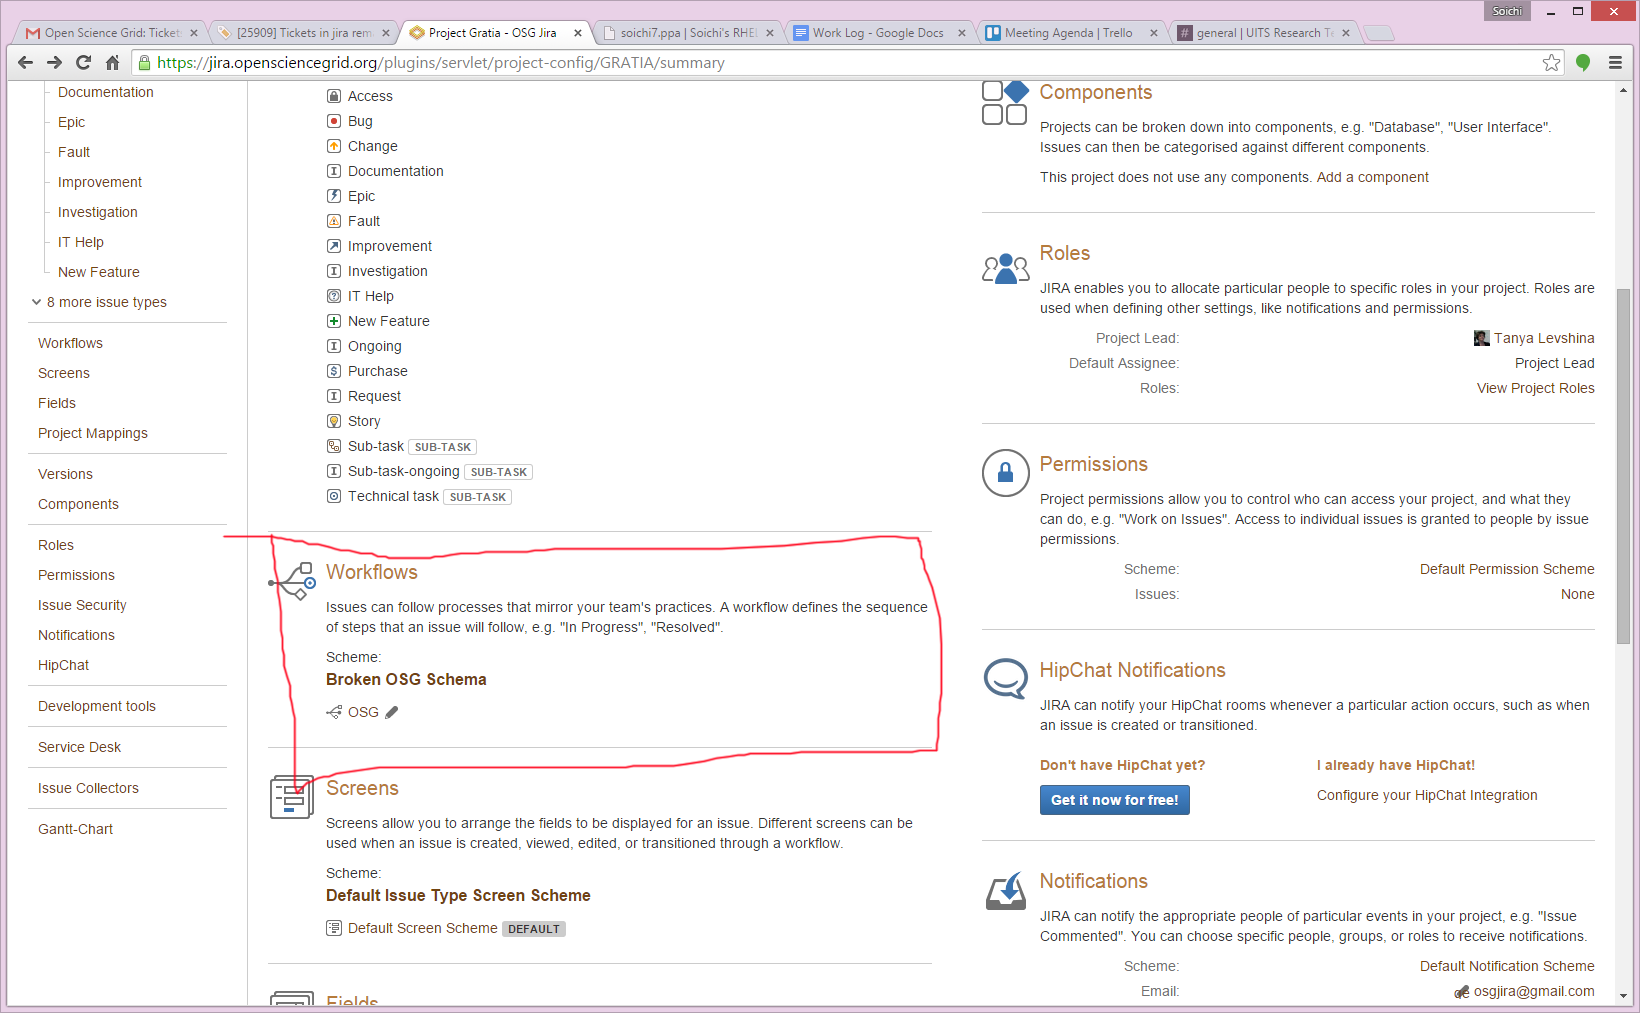 Soichi
Open Science Grid: Ticket
[25909] Tickets in jira rem
Project Gratia - OSG Jira
soichi7.ppa | Soichi's RHEL
Work Log - Google Docs
Meeting Agenda | Trello
general | UITS Research Te
https://jira.opensciencegrid.org/plugins/servlet/project-config/GRATIA/summary
Documentation
Epic
Fault
Improvement
Investigation
IT Help
New Feature
8 more issue types
Workflows
Screens
Fields
Project Mappings
Versions
Components
Roles
Permissions
Issue Security
Notifications
HipChat
Development tools
Service Desk
Issue Collectors
Gantt-Chart
Access
Bug
Change
Documentation
Epic
Fault
Improvement
Investigation
IT Help
New Feature
Ongoing
Purchase
Request
Story
Sub-task SUB-TASK
Sub-task-ongoing SUB-TASK
Technical task SUB-TASK
Workflows
Issues can follow processes that mirror your team's practices. A workflow defines the sequence
of steps that an issue will follow, e.g. "In Progress", "Resolved".
Scheme:
Broken OSG Schema
OSG
Screens
Screens allow you to arrange the fields to be displayed for an issue. Different screens can be
used when an issue is created, viewed, edited, or transitioned through a workflow.
Scheme:
Default Issue Type Screen Scheme
Default Screen Scheme DEFAULT
Fields
Components
Projects can be broken down into components, e.g. "Database", "User Interface".
Issues can then be categorised against different components.
This project does not use any components. Add a component
Roles
JIRA enables you to allocate particular people to specific roles in your project. Roles are
used when defining other settings, like notifications and permissions.
Project Lead: Tanya Levshina
Default Assignee: Project Lead
Roles: View Project Roles
Permissions
Project permissions allow you to control who can access your project, and what they
can do, e.g. "Work on Issues". Access to individual issues is granted to people by issue
permissions.
Scheme: Default Permission Scheme
Issues: None
HipChat Notifications
JIRA can notify your HipChat rooms whenever a particular action occurs, such as when
an issue is created or transitioned.
Don't have HipChat yet? I already have HipChat!
Get it now for free! Configure your HipChat Integration
Notifications
JIRA can notify the appropriate people of particular events in your project, e.g. "Issue
Commented". You can choose specific people, groups, or roles to receive notifications.
Scheme: Default Notification Scheme
Email: osgjira@gmail.com